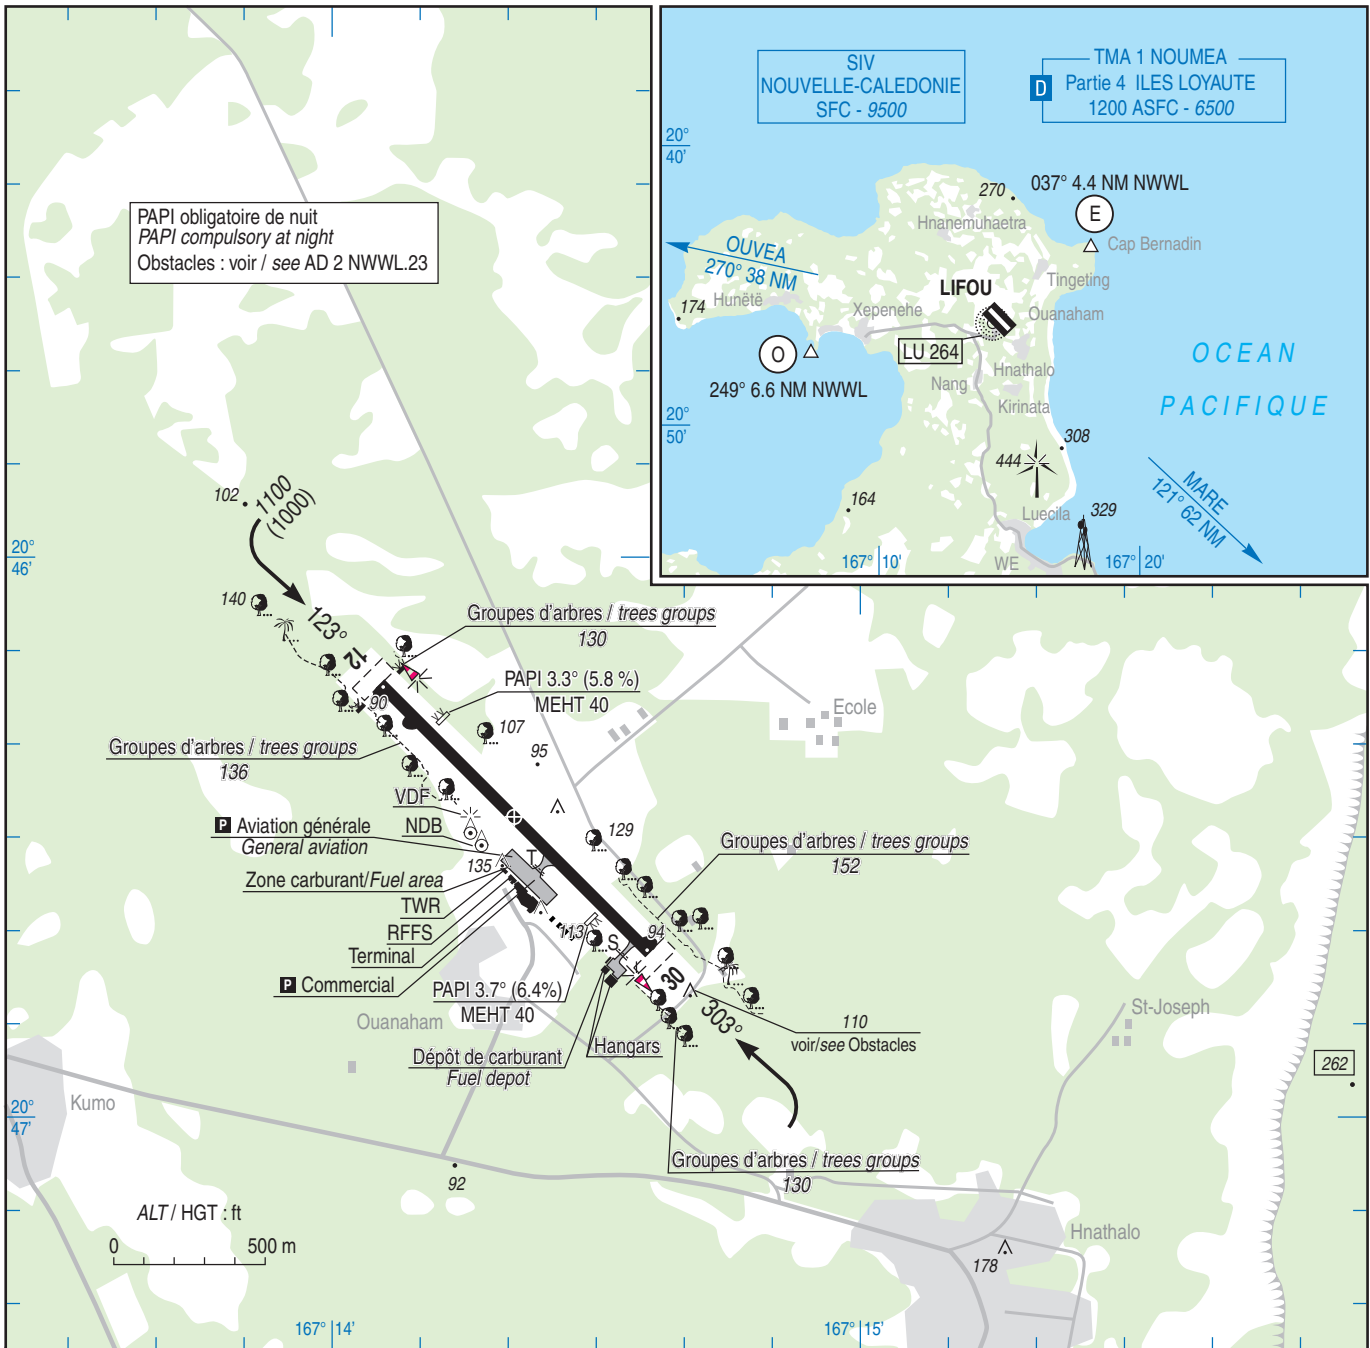 SIV
NOUVELLE-CALEDONIE
SFC - 9500
TMA 1 NOUMEA
D
Partie 4 ILES LOYAUTE
1200 ASFC - 6500
20°
40'
270
037° 4.4 NM NWWL
E
Hnanemuhaetra
Cap Bernadin
OUVEA
270° 38 NM
Tingeting
LIFOU
174
Hunëtë
Xepenehe
Ouanaham
O
LU 264
OCEAN
249° 6.6 NM NWWL
Nang
Hnathalo
PACIFIQUE
Kirinata
20°
50'
308
444
MARE
121° 62 NM
164
Luecila
329
167° 10'
WE
167° 20'
PAPI obligatoire de nuit
PAPI compulsory at night
Obstacles : voir / see AD 2 NWWL.23
102
1100
(1000)
20°
46'
140
123°
12
Groupes d'arbres / trees groups
130
PAPI 3.3° (5.8 %)
MEHT 40
90
107
Ecole
95
Groupes d'arbres / trees groups
136
VDF
P Aviation générale
General aviation
NDB
129
Groupes d'arbres / trees groups
152
135
T
Zone carburant/Fuel area
TWR
RFFS
Terminal
P Commercial
113
S
94
30
PAPI 3.7° (6.4%)
MEHT 40
303°
110
voir/see Obstacles
Ouanaham
Hangars
Dépôt de carburant
Fuel depot
St-Joseph
262
Kumo
20°
47'
Groupes d'arbres / trees groups
130
92
ALT / HGT : ft
0
500 m
Hnathalo
178
167° 14'
167° 15'